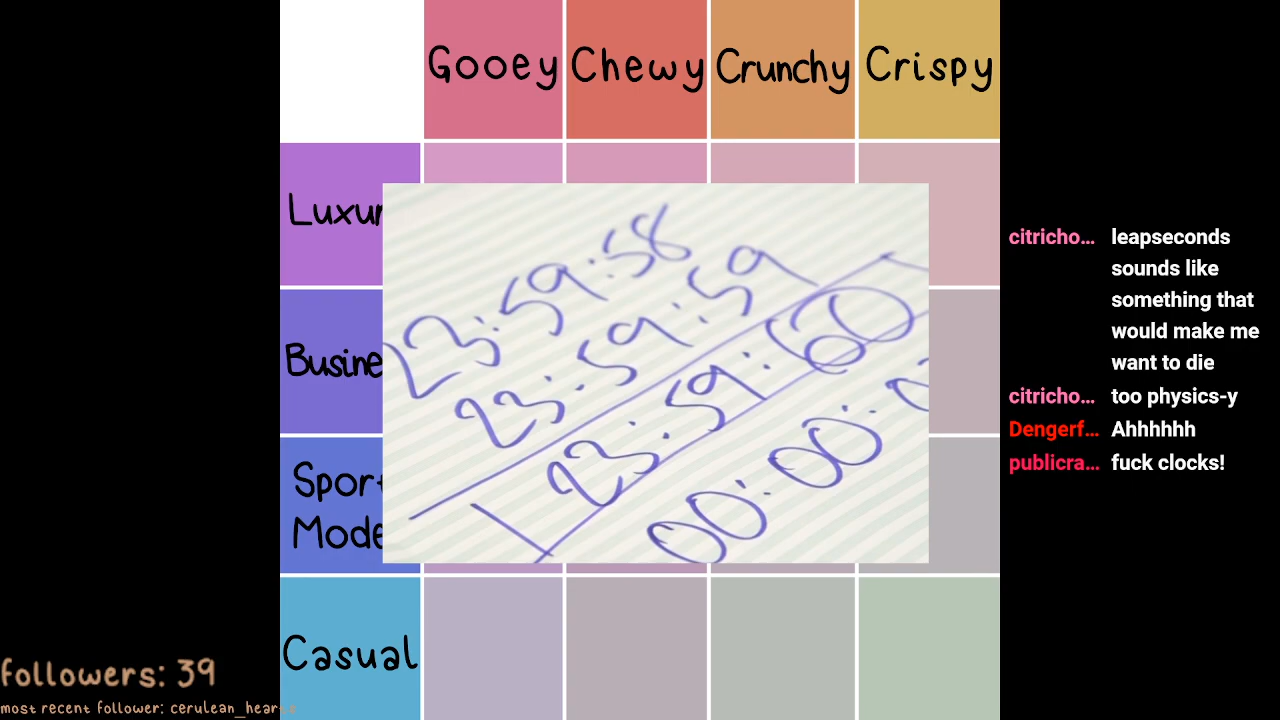 Gooey Chewy Crunchy Crispy
Luxur
Busine
Sport
Mode
Casual
23:59:58
23:59:59
23:59:60
00:00:0
citricho... leapseconds
sounds like
something that
would make me
want to die
citricho... too physics-y
Dengerf... Ahhhhhh
publicra... fuck clocks!
followers: 39
most recent follower: cerulean_hearts